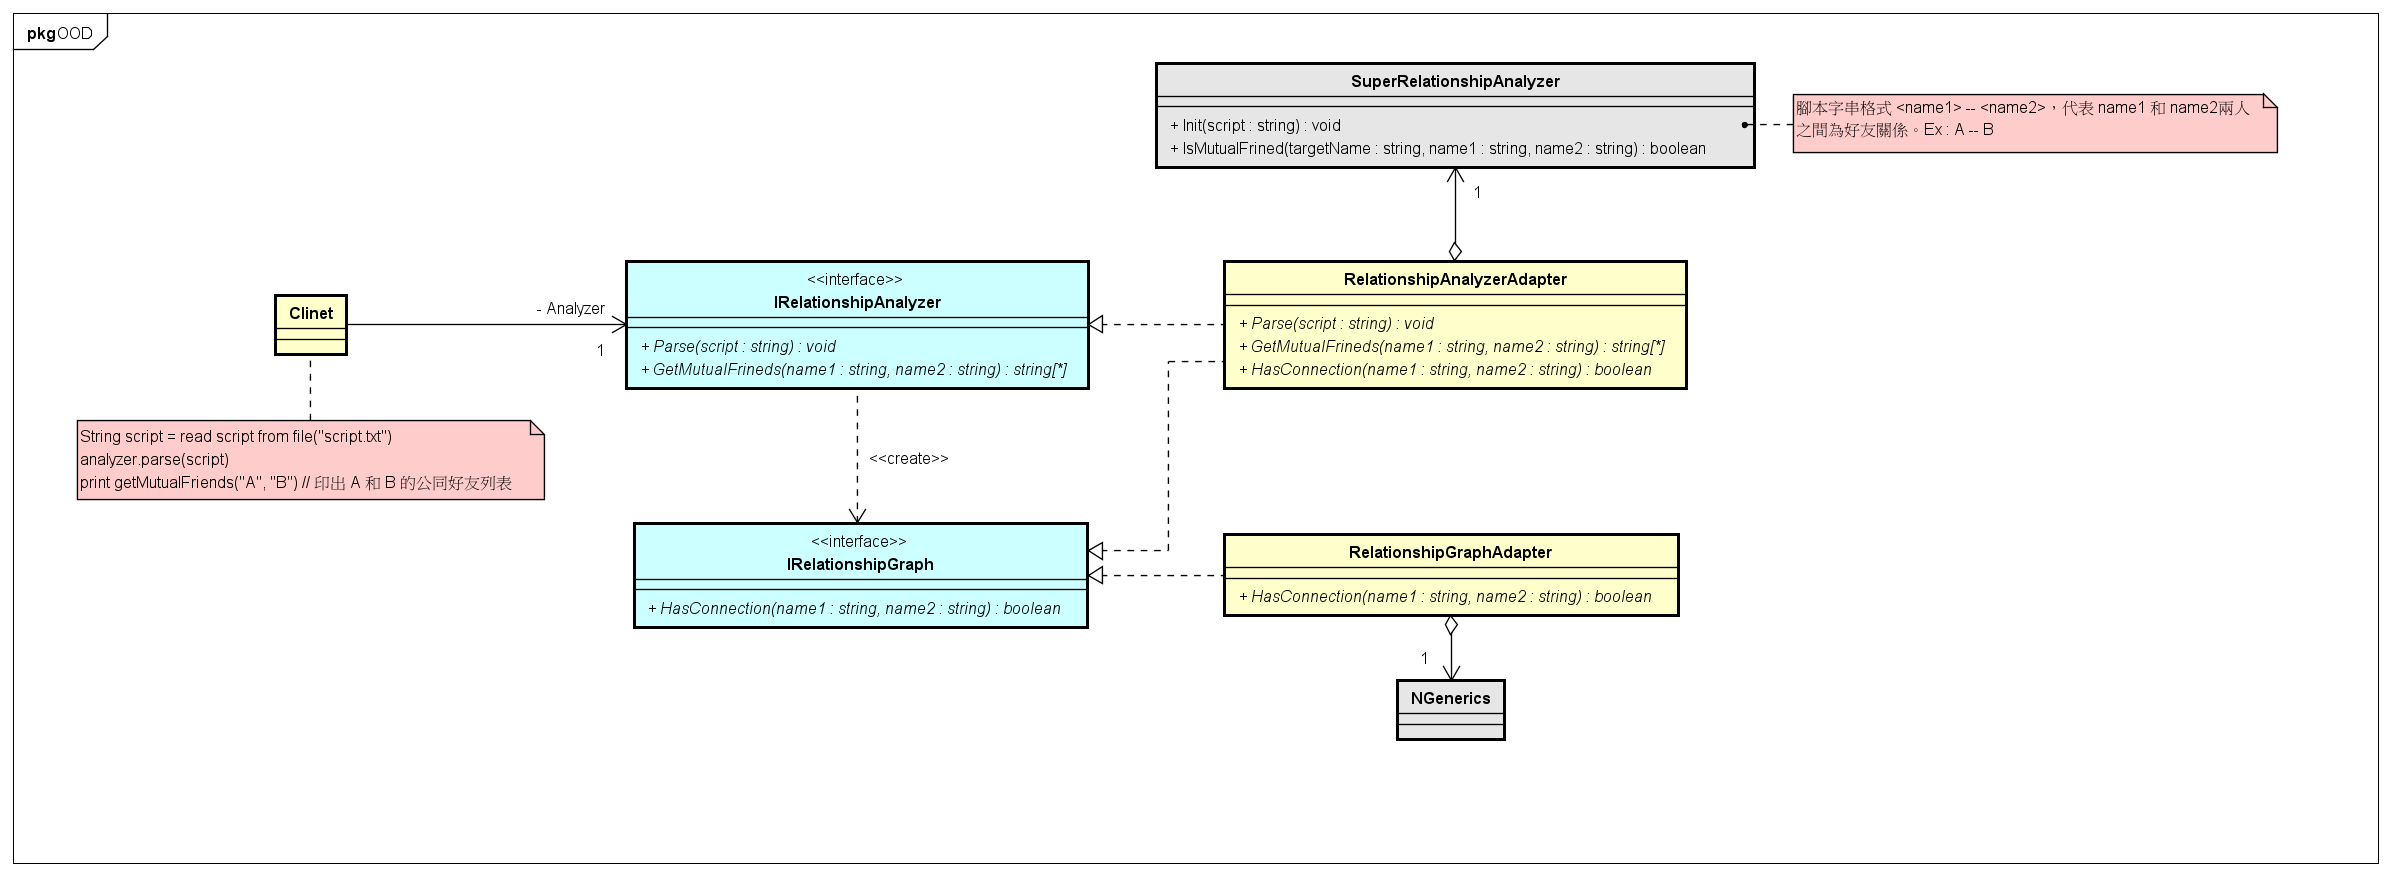 pkg OOD
SuperRelationshipAnalyzer
+ Init(script : string) : void
+ IsMutualFrined(targetName : string, name1 : string, name2 : string) : boolean
腳本字串格式 <name1> -- <name2>，代表 name1 和 name2兩人
之間為好友關係。Ex : A -- B
1
Clinet
- Analyzer
1
<<interface>>
IRelationshipAnalyzer
+ Parse(script : string) : void
+ GetMutualFrineds(name1 : string, name2 : string) : string[*]
RelationshipAnalyzerAdapter
+ Parse(script : string) : void
+ GetMutualFrineds(name1 : string, name2 : string) : string[*]
+ HasConnection(name1 : string, name2 : string) : boolean
String script = read script from file("script.txt")
analyzer.parse(script)
print getMutualFriends("A", "B") // 印出 A 和 B 的公同好友列表
<<create>>
<<interface>>
IRelationshipGraph
+ HasConnection(name1 : string, name2 : string) : boolean
RelationshipGraphAdapter
+ HasConnection(name1 : string, name2 : string) : boolean
1
NGenerics